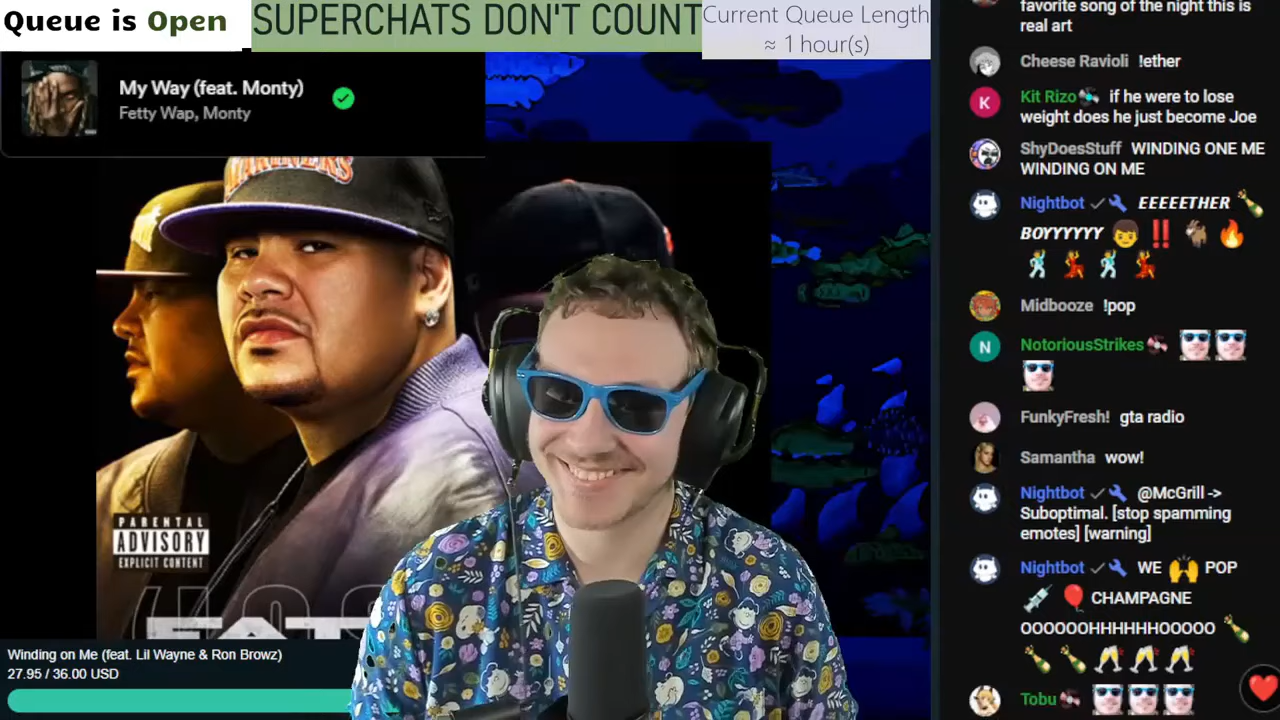 Queue is Open
SUPERCHATS DON'T COUNT
Current Queue Length
≈ 1 hour(s)
My Way (feat. Monty)
Fetty Wap, Monty
MARINERS
PARENTAL
ADVISORY
EXPLICIT CONTENT
FAT
Winding on Me (feat. Lil Wayne & Ron Browz)
27.95 / 36.00 USD
favorite song of the night this is
real art
Cheese Ravioli !ether
Kit Rizo if he were to lose
weight does he just become Joe
ShyDoesStuff WINDING ONE ME
WINDING ON ME
Nightbot EEEEETHER
BOYYYYYY ‼
Midbooze !pop
NotoriousStrikes
FunkyFresh! gta radio
Samantha wow!
Nightbot @McGrill ->
Suboptimal. [stop spamming
emotes] [warning]
Nightbot WE 🙌 POP
💉 🎈 CHAMPAGNE
OOOOOOHHHHHHOOOOO
Tobu